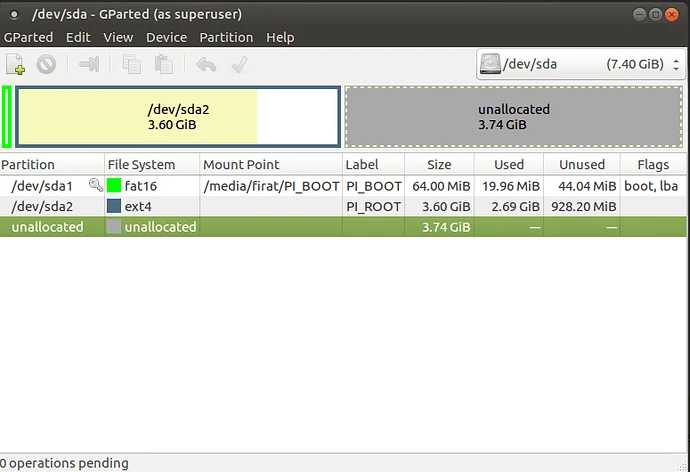 /dev/sda - GParted (as superuser)
GParted Edit View Device Partition Help
/dev/sda (7.40 GiB)
/dev/sda2
3.60 GiB
unallocated
3.74 GiB
Partition File System Mount Point Label Size Used Unused Flags
/dev/sda1 fat16 /media/firat/PI_BOOT PI_BOOT 64.00 MiB 19.96 MiB 44.04 MiB boot, lba
/dev/sda2 ext4 PI_ROOT 3.60 GiB 2.69 GiB 928.20 MiB
unallocated unallocated 3.74 GiB — —
0 operations pending